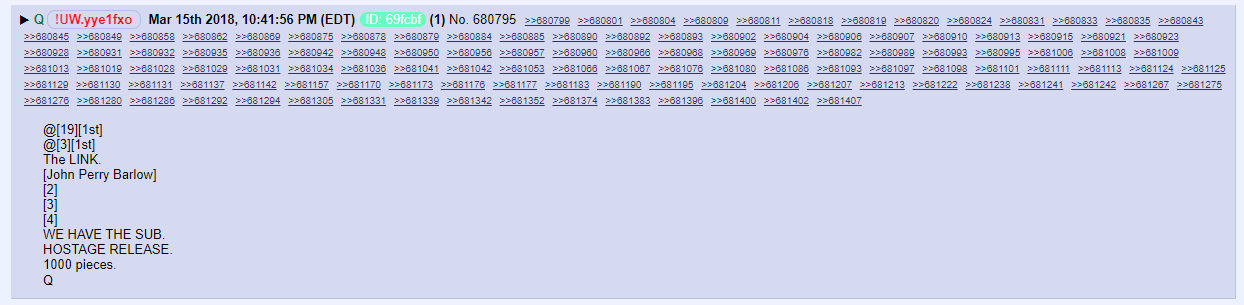 ▶ Q !UW.yye1fxo Mar 15th 2018, 10:41:56 PM (EDT) ID: 69fcbf (1) No. 680795 >>680799 >>680801 >>680804 >>680809 >>680811 >>680818 >>680819 >>680820 >>680824 >>680831 >>680833 >>680835 >>680843
>>680845 >>680849 >>680858 >>680862 >>680869 >>680875 >>680878 >>680879 >>680884 >>680885 >>680890 >>680892 >>680893 >>680902 >>680904 >>680906 >>680907 >>680910 >>680913 >>680915 >>680921 >>680923
>>680928 >>680931 >>680932 >>680935 >>680936 >>680942 >>680948 >>680950 >>680956 >>680957 >>680960 >>680966 >>680968 >>680969 >>680976 >>680982 >>680989 >>680993 >>680995 >>681006 >>681008 >>681009
>>681013 >>681019 >>681028 >>681029 >>681031 >>681034 >>681036 >>681041 >>681042 >>681053 >>681066 >>681067 >>681076 >>681080 >>681086 >>681093 >>681097 >>681098 >>681101 >>681111 >>681113 >>681124 >>681125
>>681129 >>681130 >>681131 >>681137 >>681142 >>681157 >>681170 >>681173 >>681176 >>681177 >>681183 >>681190 >>681195 >>681204 >>681206 >>681207 >>681213 >>681222 >>681238 >>681241 >>681242 >>681267 >>681275
>>681276 >>681280 >>681286 >>681292 >>681294 >>681305 >>681331 >>681339 >>681342 >>681352 >>681374 >>681383 >>681396 >>681400 >>681402 >>681407
@[19][1st]
@[3][1st]
The LINK.
[John Perry Barlow]
[2]
[3]
[4]
WE HAVE THE SUB.
HOSTAGE RELEASE.
1000 pieces.
Q